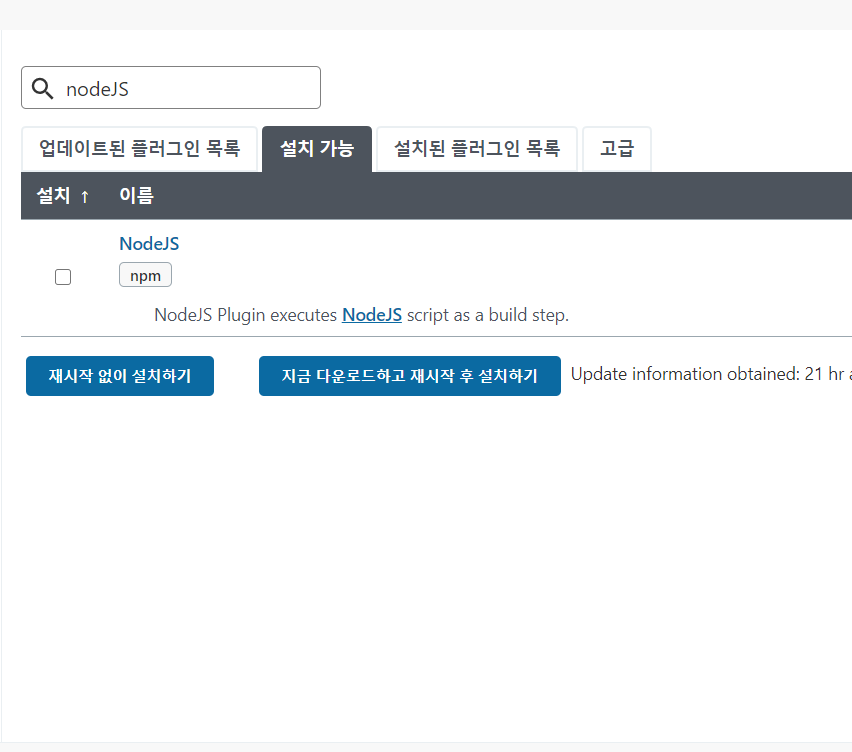 nodeJS
업데이트된 플러그인 목록 설치 가능 설치된 플러그인 목록 고급
설치 ↑ 이름
NodeJS
npm
NodeJS Plugin executes NodeJS script as a build step.
재시작 없이 설치하기 지금 다운로드하고 재시작 후 설치하기 Update information obtained: 21 hr